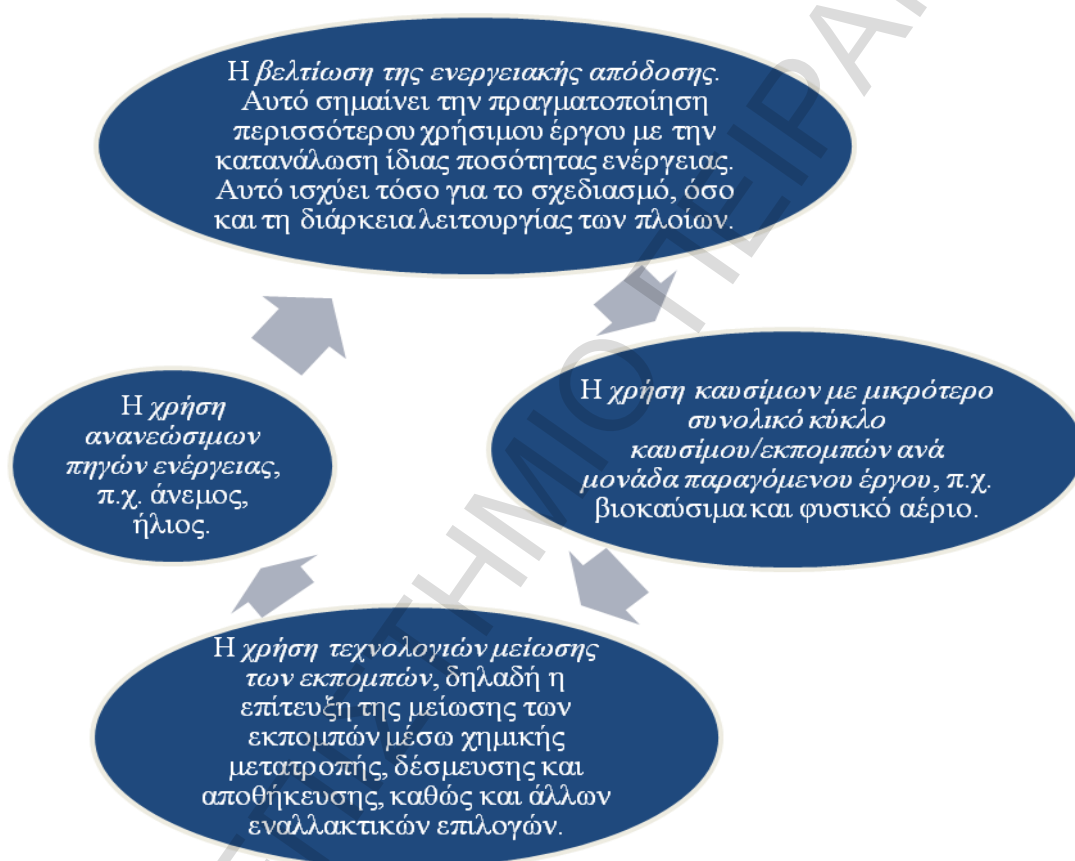 Η βελτίωση της ενεργειακής απόδοσης.
Αυτό σημαίνει την πραγματοποίηση
περισσότερου χρήσιμου έργου με την
κατανάλωση ίδιας ποσότητας ενέργειας.
Αυτό ισχύει τόσο για το σχεδιασμό, όσο
και τη διάρκεια λειτουργίας των πλοίων.
Η χρήση καυσίμων με μικρότερο
συνολικό κύκλο
καυσίμου/εκπομπών ανά
μονάδα παραγόμενου έργου, π.χ.
βιοκαύσιμα και φυσικό αέριο.
Η χρήση τεχνολογιών μείωσης
των εκπομπών, δηλαδή η
επίτευξη της μείωσης των
εκπομπών μέσω χημικής
μετατροπής, δέσμευσης και
αποθήκευσης, καθώς και άλλων
εναλλακτικών επιλογών.
Η χρήση
ανανεώσιμων
πηγών ενέργειας,
π.χ. άνεμος,
ήλιος.